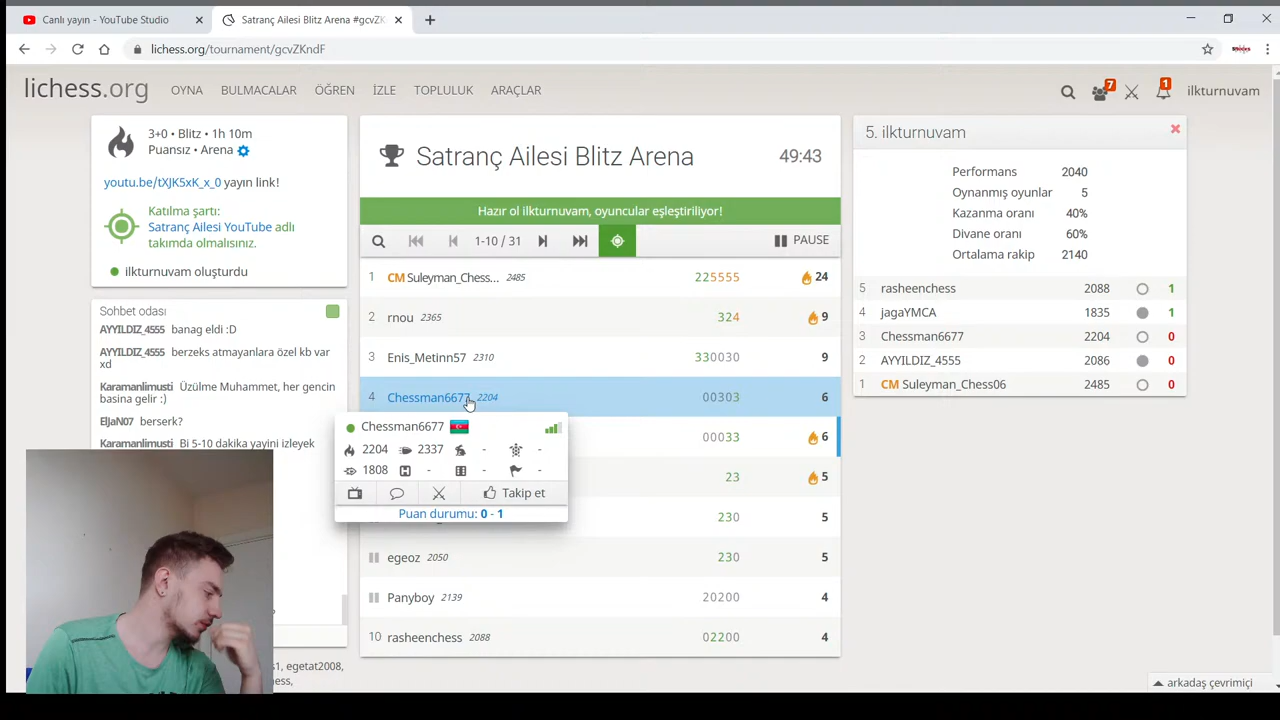 Canlı yayın - YouTube Studio
Satranç Ailesi Blitz Arena #gcvZK
lichess.org/tournament/gcvZKndF
lichess.org
OYNA BULMACALAR ÖĞREN İZLE TOPLULUK ARAÇLAR
7 1 ilkturnuvam
3+0 • Blitz • 1h 10m
Puansız • Arena
youtu.be/tXJK5xK_x_0 yayın link!
Katılma şartı:
Satranç Ailesi YouTube adlı
takımda olmalısınız.
ilkturnuvam oluşturdu
Sohbet odası
AYYILDIZ_4555 banag eldi :D
AYYILDIZ_4555 berzeks atmayanlara özel kb var
xd
Karamanlimusti Üzülme Muhammet, her gencin
basina gelir :)
EljaN07 berserk?
Karamanlimusti Bi 5-10 dakika yayini izleyek
s1, egetat2008,
ness,
Satranç Ailesi Blitz Arena 49:43
Hazır ol ilkturnuvam, oyuncular eşleştiriliyor!
1-10 / 31 PAUSE
1 CM Suleyman_Chess... 2485 225555 24
2 rnou 2365 324 9
3 Enis_Metinn57 2310 330030 9
4 Chessman6677 2204 00303 6
00033 6
23 5
230 5
egeoz 2050 230 5
Panyboy 2139 20200 4
10 rasheenchess 2088 02200 4
Chessman6677
2204 2337 - -
1808 - - -
Takip et
Puan durumu: 0 - 1
5. ilkturnuvam
Performans 2040
Oynanmış oyunlar 5
Kazanma oranı 40%
Divane oranı 60%
Ortalama rakip 2140
5 rasheenchess 2088 1
4 jagaYMCA 1835 1
3 Chessman6677 2204 0
2 AYYILDIZ_4555 2086 0
1 CM Suleyman_Chess06 2485 0
arkadaş çevrimiçi